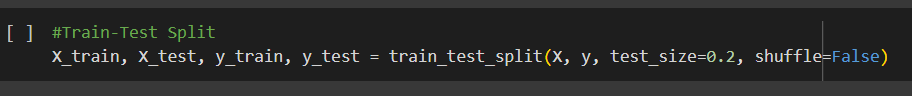 [ ] #Train-Test Split
X_train, X_test, y_train, y_test = train_test_split(X, y, test_size=0.2, shuffle=False)